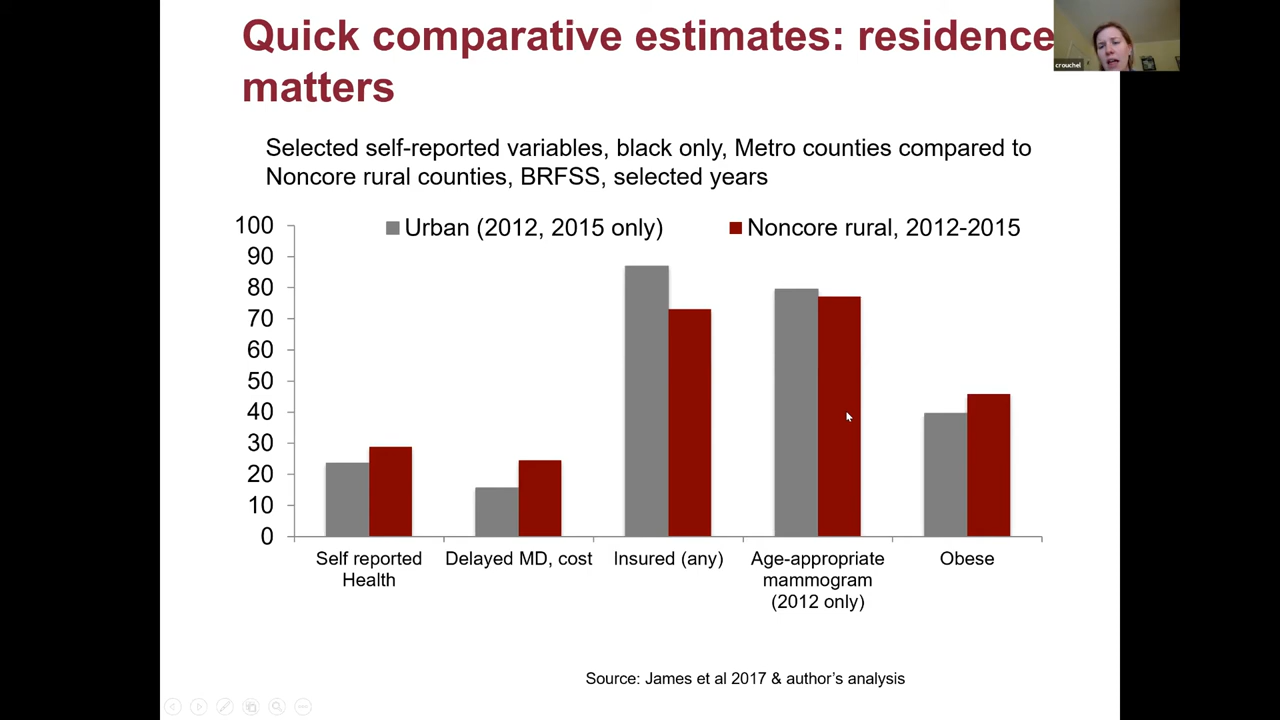 Quick comparative estimates: residence
matters
crouchel
Selected self-reported variables, black only, Metro counties compared to
Noncore rural counties, BRFSS, selected years
Urban (2012, 2015 only)
Noncore rural, 2012-2015
100
90
80
70
60
50
40
30
20
10
0
Self reported
Health
Delayed MD, cost
Insured (any)
Age-appropriate
mammogram
(2012 only)
Obese
Source: James et al 2017 & author's analysis